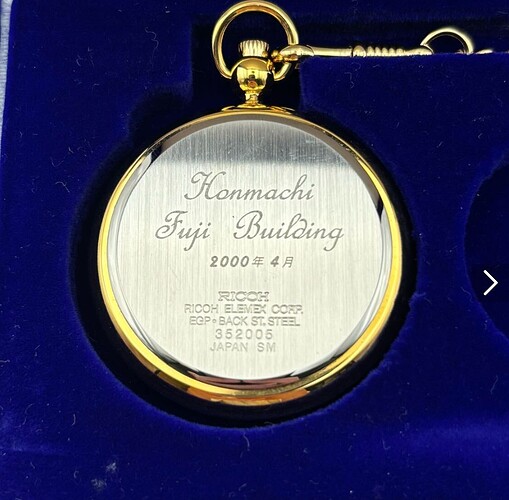 Honmachi
Fuji Building
2000年 4月
RICOH
RICOH ELEMEX CORP.
EGP•BACK ST. STEEL
352005
JAPAN SM